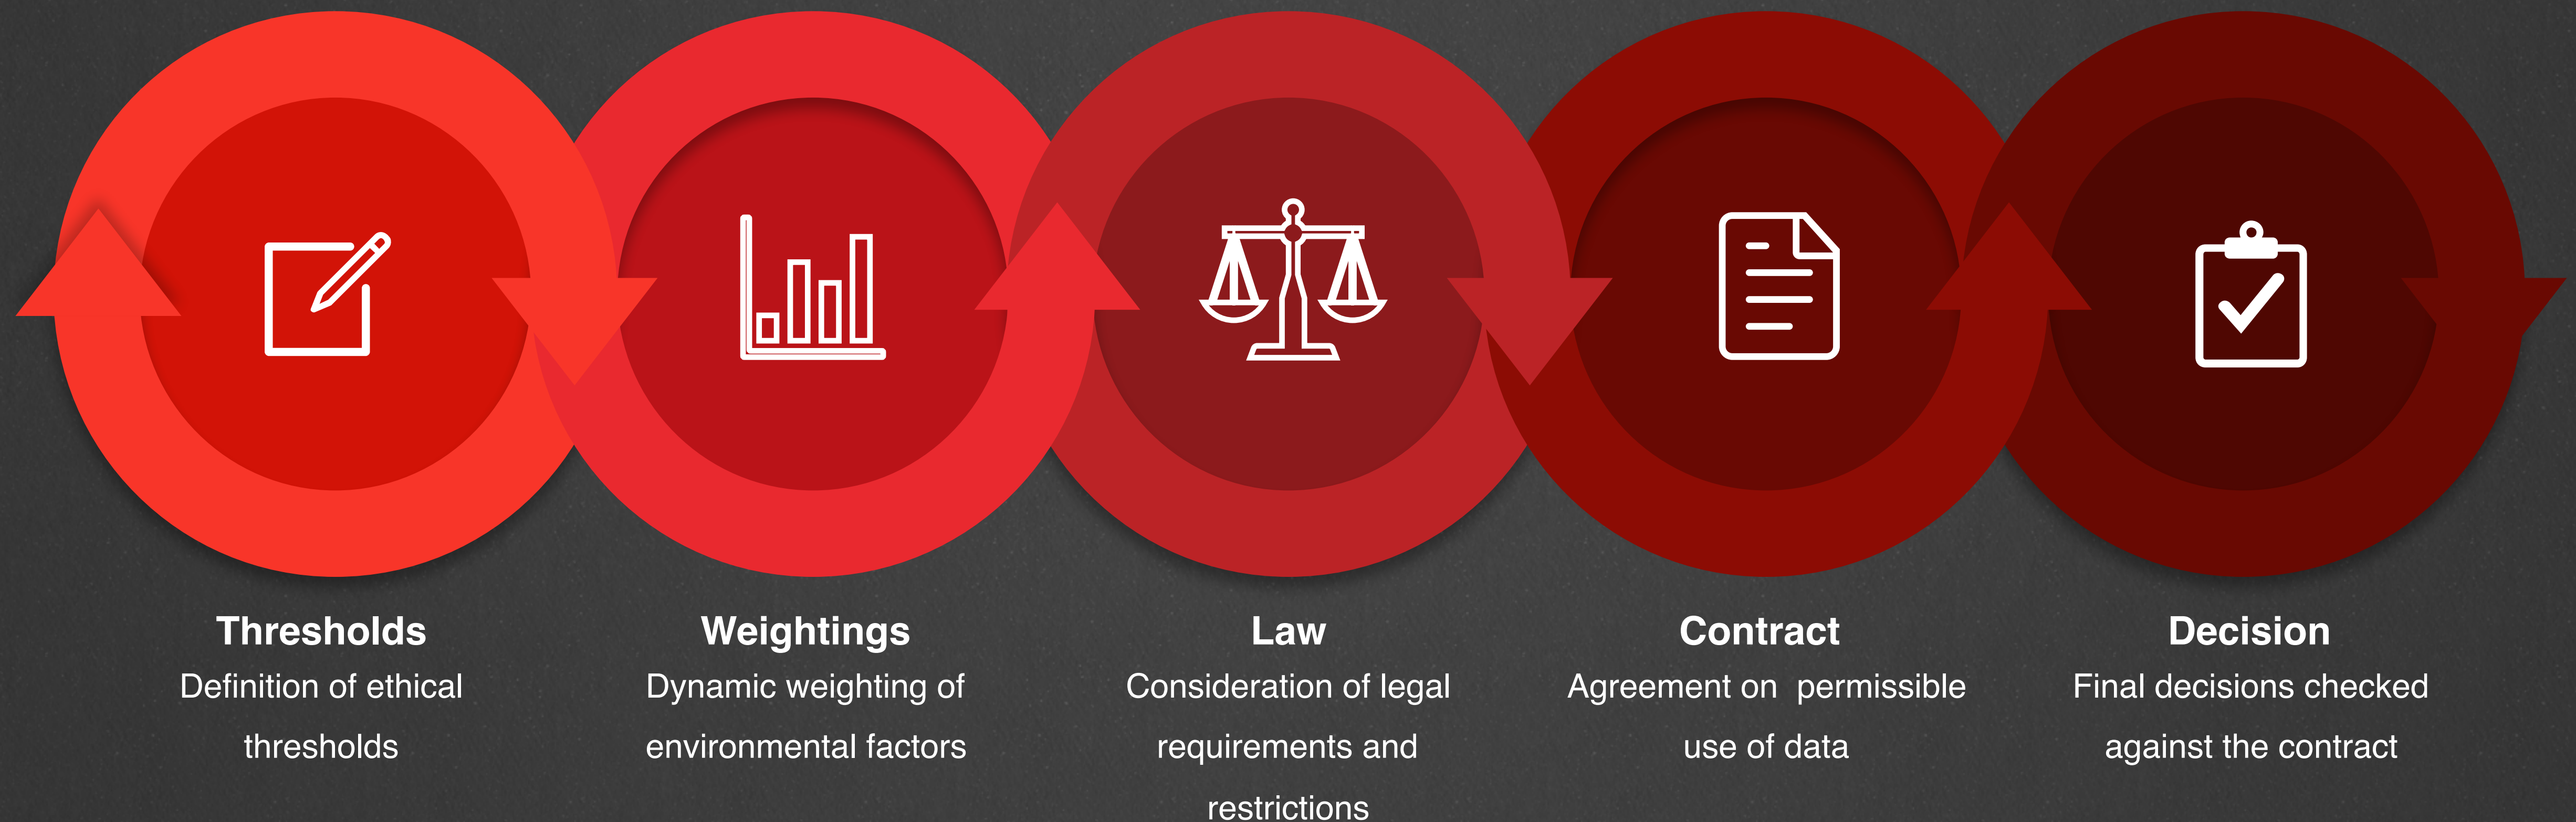 Thresholds
Definition of ethical
thresholds
Weightings
Dynamic weighting of
environmental factors
Law
Consideration of legal
requirements and
restrictions
Contract
Agreement on  permissible
use of data
Decision
Final decisions checked
against the contract